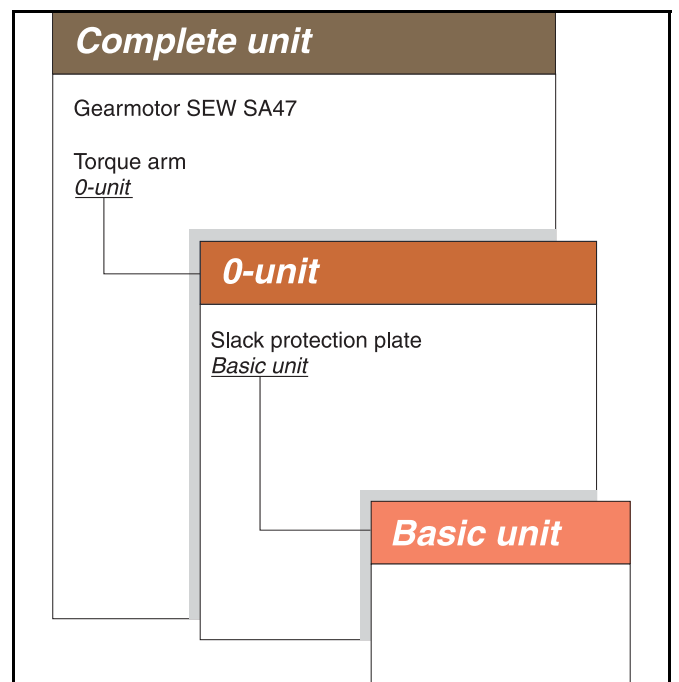 Complete unit
Gearmotor SEW SA47
Torque arm
0-unit
0-unit
Slack protection plate
Basic unit
Basic unit